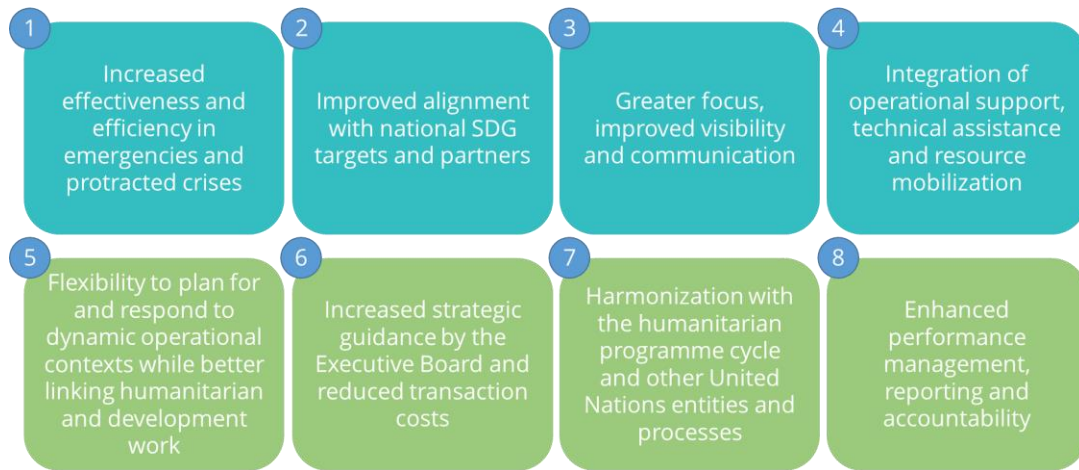 1
Increased
effectiveness and
efficiency in
emergencies and
protracted crises
2
Improved alignment
with national SDG
targets and partners
3
Greater focus,
improved visibility
and communication
4
Integration of
operational support,
technical assistance
and resource
mobilization
5
Flexibility to plan for
and respond to
dynamic operational
contexts while better
linking humanitarian
and development
work
6
Increased strategic
guidance by the
Executive Board and
reduced transaction
costs
7
Harmonization with
the humanitarian
programme cycle
and other United
Nations entities and
processes
8
Enhanced
performance
management,
reporting and
accountability